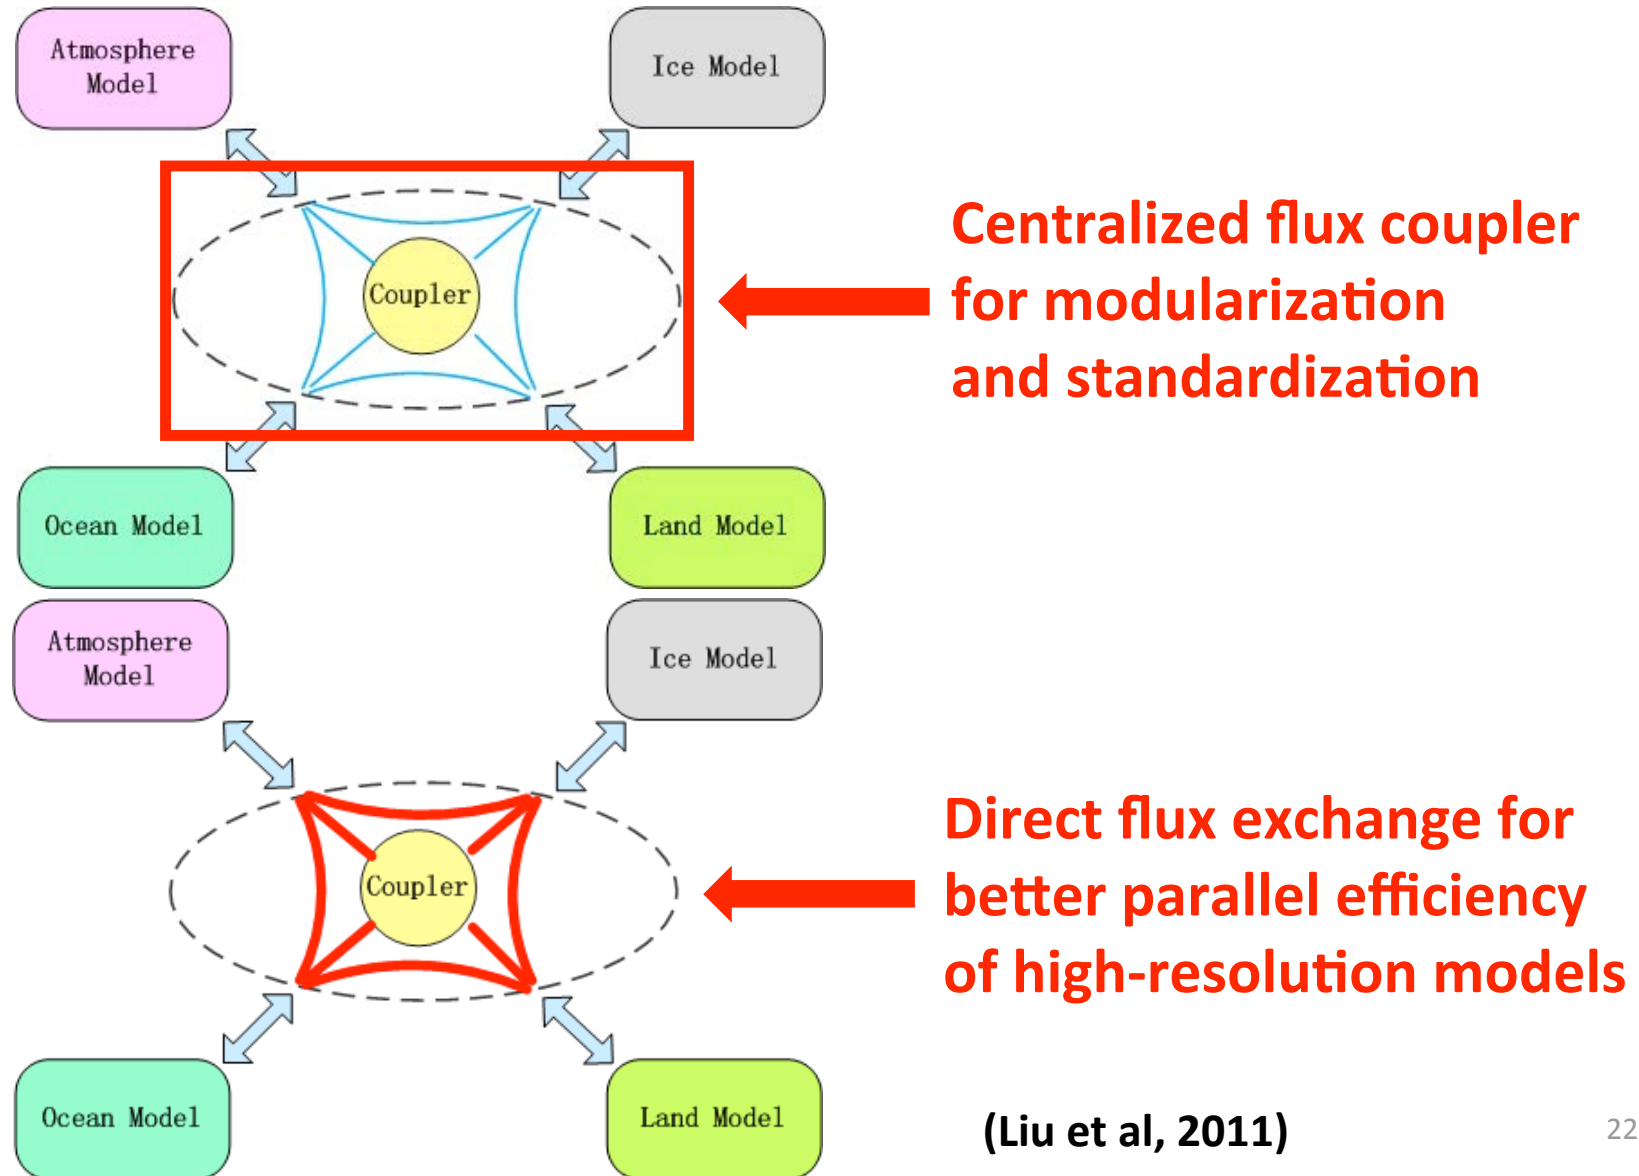 Atmosphere
Model
Ice Model
Coupler
Centralized flux coupler
for modularization
and standardization
Ocean Model
Land Model
Atmosphere
Model
Ice Model
Coupler
Direct flux exchange for
better parallel efficiency
of high-resolution models
Ocean Model
Land Model
(Liu et al, 2011)
22